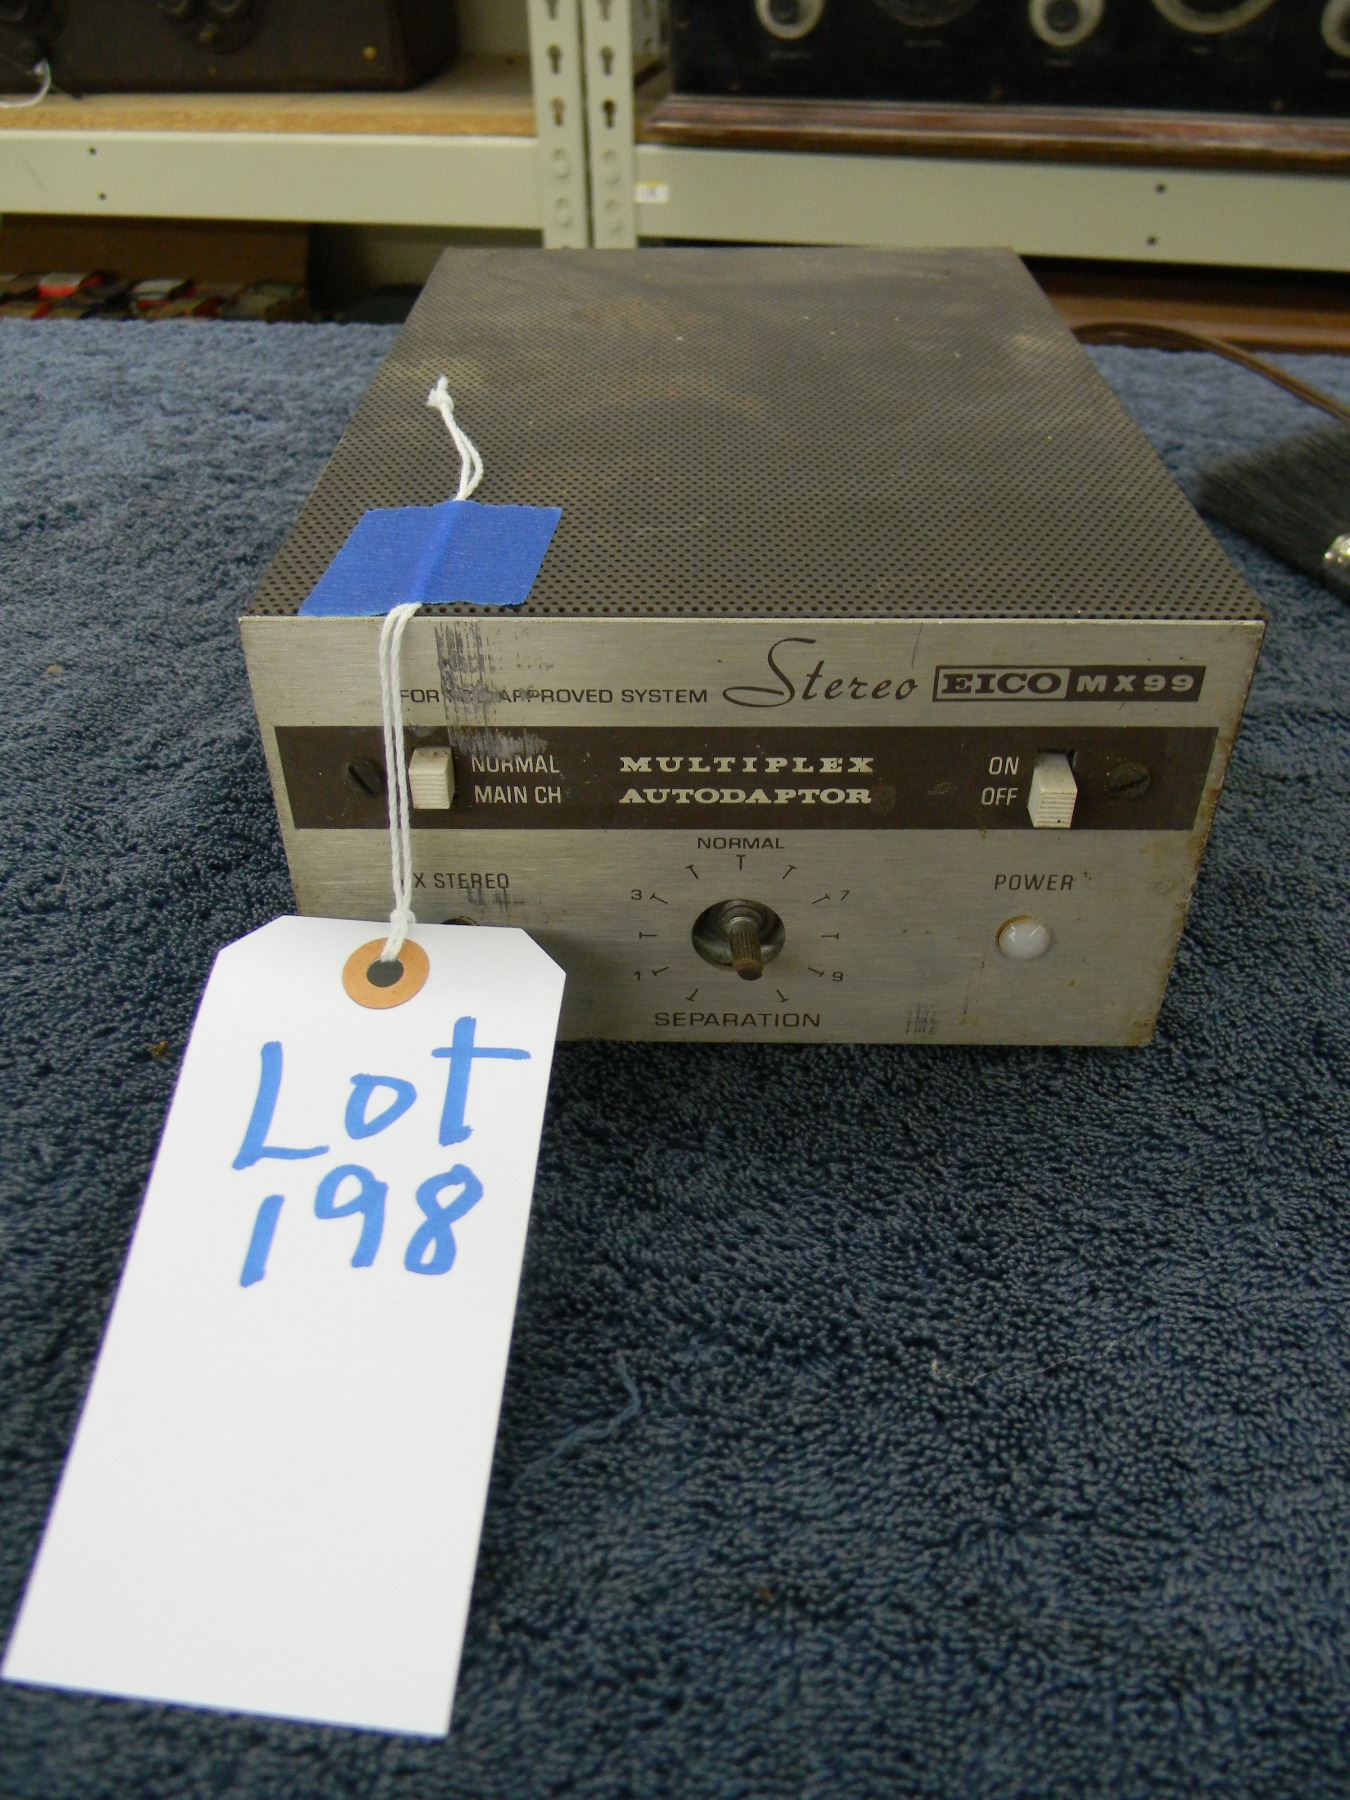 FOR APPROVED SYSTEM Stereo EICO MX99
NORMAL MULTIPLEX ON
MAIN CH AUTODAPTOR OFF
NORMAL
X STEREO 3 7 POWER
1 9
SEPARATION
Lot
198